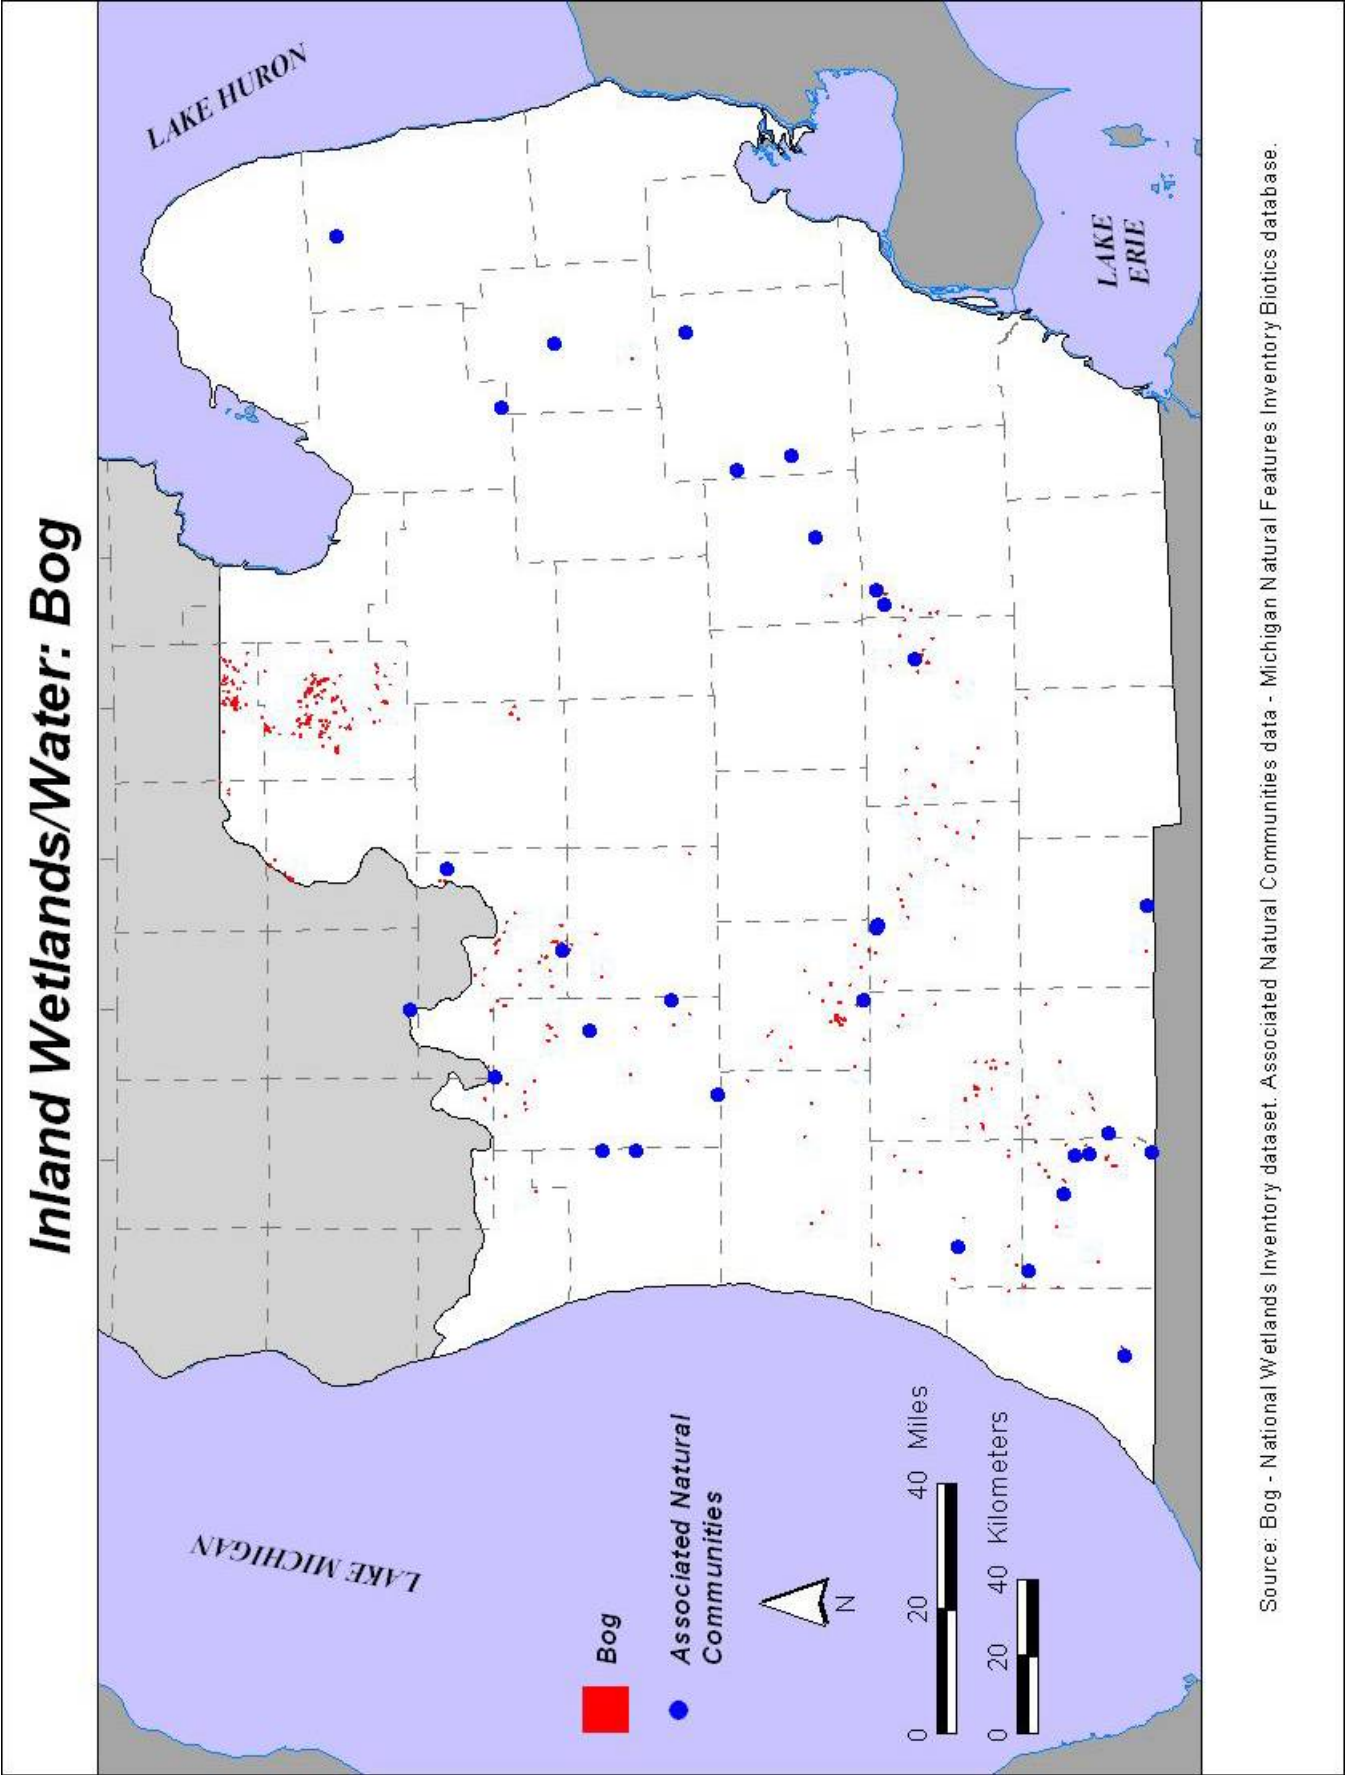 Inland Wetlands/Water: Bog
LAKE HURON
LAKE
ERIE
LAKE MICHIGAN
Bog
Associated Natural
Communities
N
0 20 40 Miles
0 20 40 Kilometers
Source: Bog - National Wetlands Inventory dataset. Associated Natural Communities data - Michigan Natural Features Inventory Biotics database.